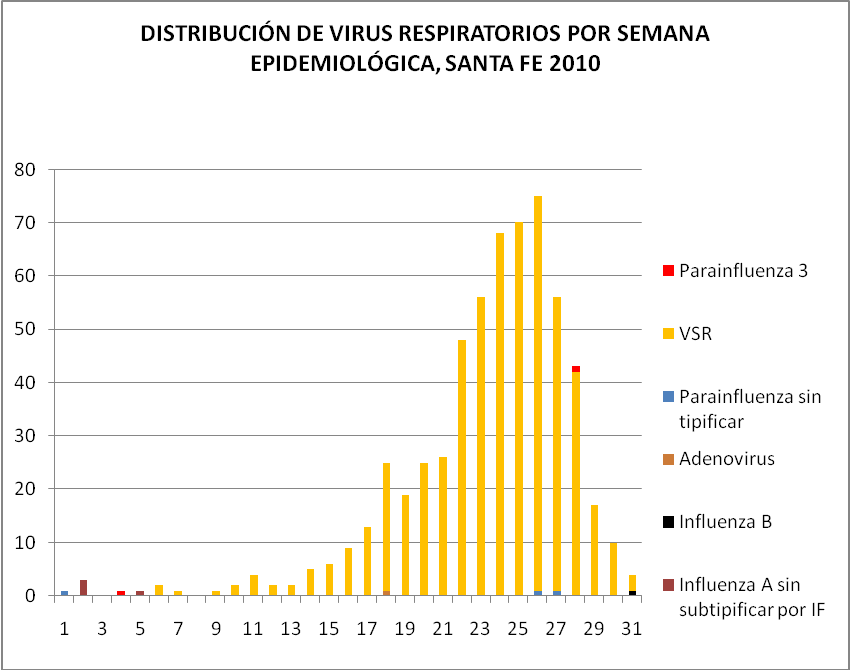 DISTRIBUCIÓN DE VIRUS RESPIRATORIOS POR SEMANA
EPIDEMIOLÓGICA, SANTA FE 2010
80
70
60
50
40
30
20
10
0
1 3 5 7 9 11 13 15 17 19 21 23 25 27 29 31
Parainfluenza 3
VSR
Parainfluenza sin
tipificar
Adenovirus
Influenza B
Influenza A sin
subtipificar por IF